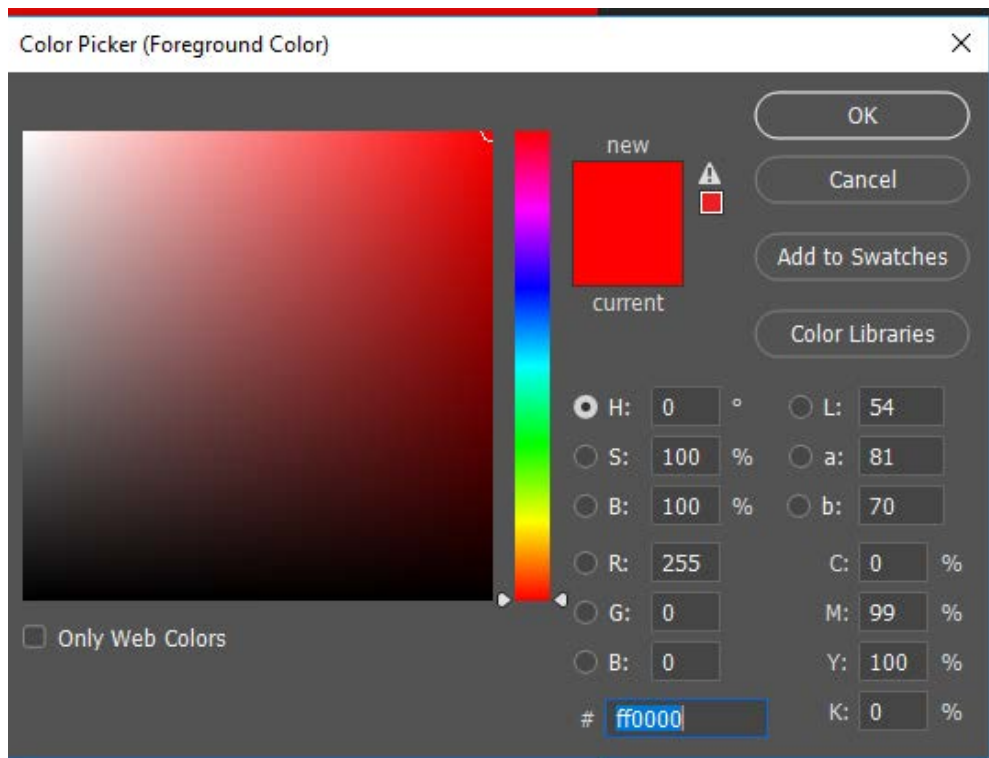 Color Picker (Foreground Color)
new
current
OK
Cancel
Add to Swatches
Color Libraries
H: 0 °
L: 54
S: 100 %
a: 81
B: 100 %
b: 70
R: 255
C: 0 %
G: 0
M: 99 %
B: 0
Y: 100 %
# ff0000
K: 0 %
Only Web Colors